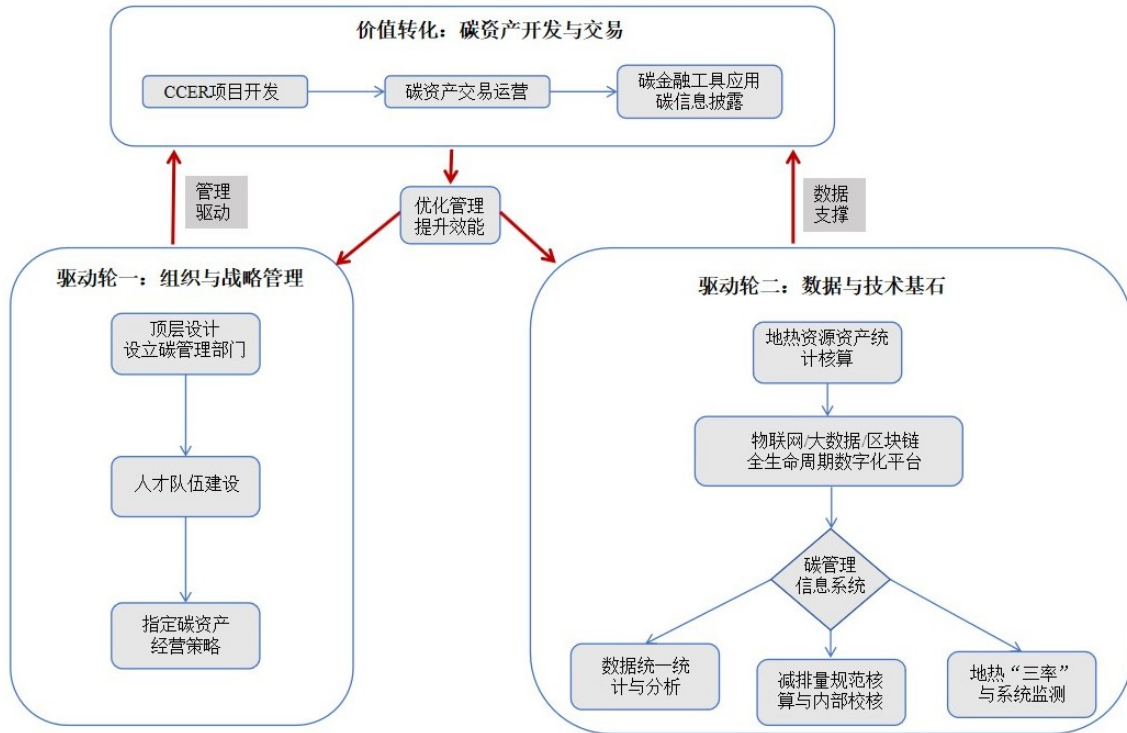 价值转化：碳资产开发与交易
CCER项目开发
碳资产交易运营
碳金融工具应用
碳信息披露
管理
驱动
优化管理
提升效能
数据
支撑
驱动轮一：组织与战略管理
顶层设计
设立碳管理部门
人才队伍建设
指定碳资产
经营策略
驱动轮二：数据与技术基石
地热资源资产统
计核算
物联网/大数据/区块链
全生命周期数字化平台
碳管理
信息系统
数据统一统
计与分析
减排量规范核
算与内部校核
地热“三率”
与系统监测